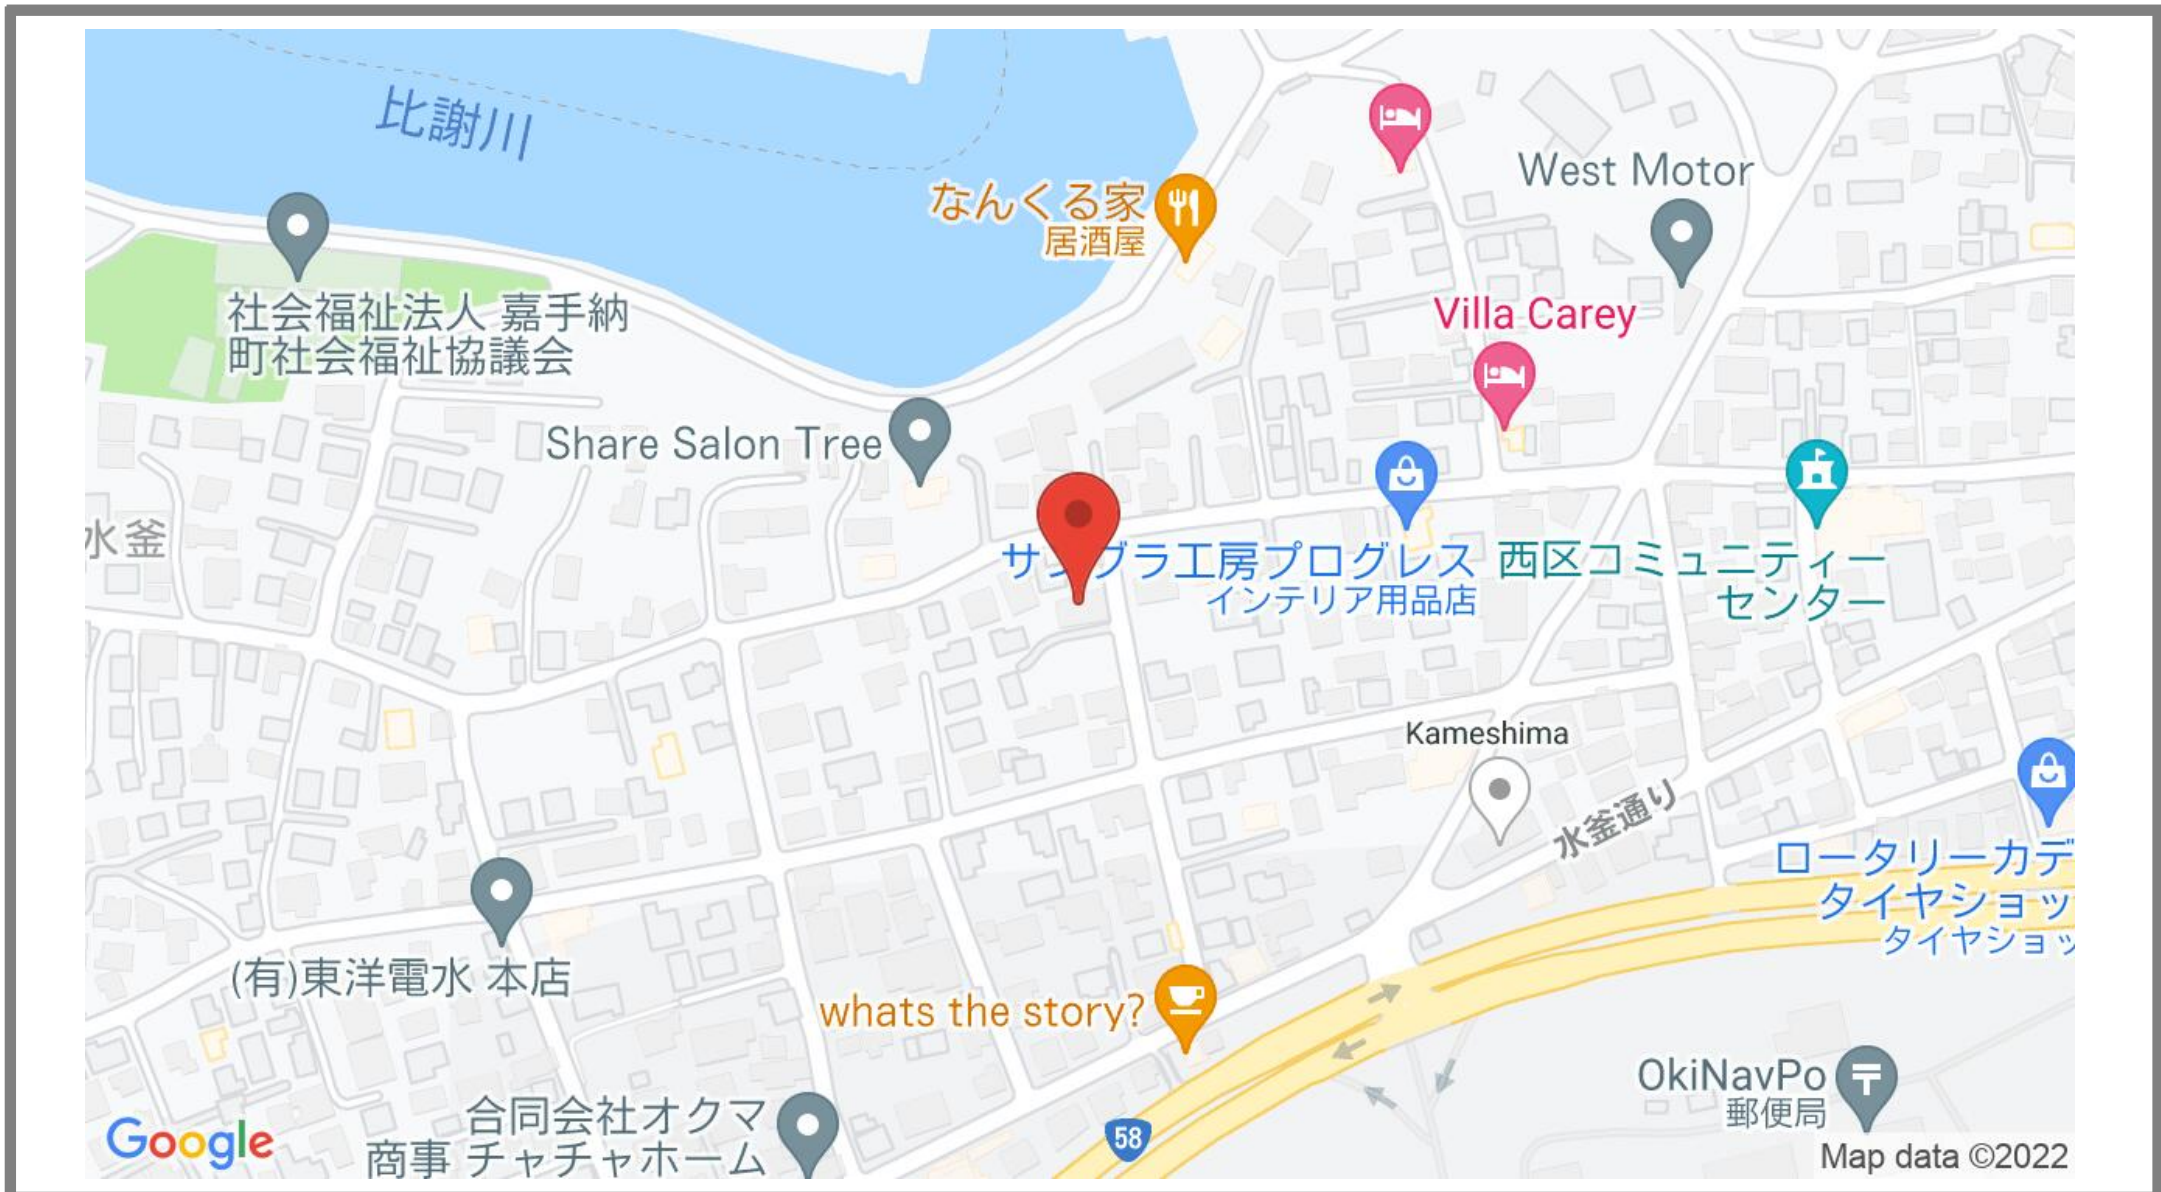 比謝川
West Motor
なんくる家
居酒屋
社会福祉法人 嘉手納
町社会福祉協議会
Villa Carey
Share Salon Tree
水釜
グラ工房プログレス
インテリア用品店
西区コミュニティー
センター
Kameshima
水釜通り
ロータリーカデ
タイヤショッ
タイヤショッ
(有)東洋電水 本店
whats the story?
OkiNavPo
郵便局
合同会社オクマ
商事 チャチャホーム
58
Google
Map data ©2022